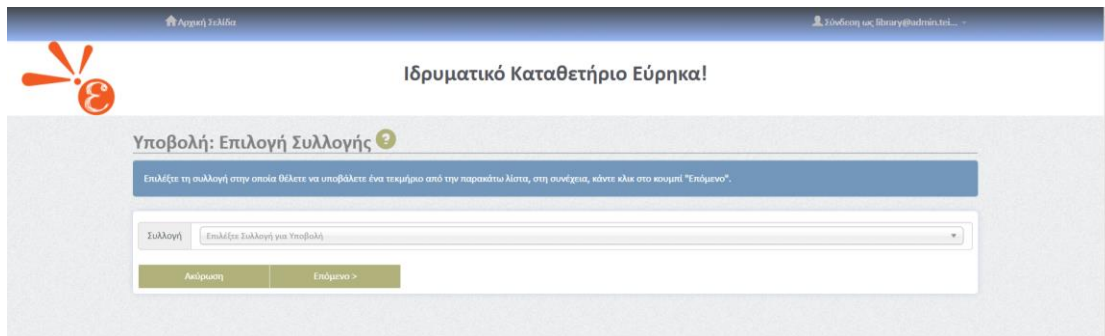 Αρχική Σελίδα
Σύνδεση ως library@admin.tei...
Ιδρυματικό Καταθετήριο Εύρηκα!
Υποβολή: Επιλογή Συλλογής ?
Επιλέξτε τη συλλογή στην οποία θέλετε να υποβάλετε ένα τεκμήριο από την παρακάτω λίστα, στη συνέχεια, κάντε κλικ στο κουμπί "Επόμενο".
Συλλογή
Επιλέξτε Συλλογή για Υποβολή
Ακύρωση
Επόμενο >